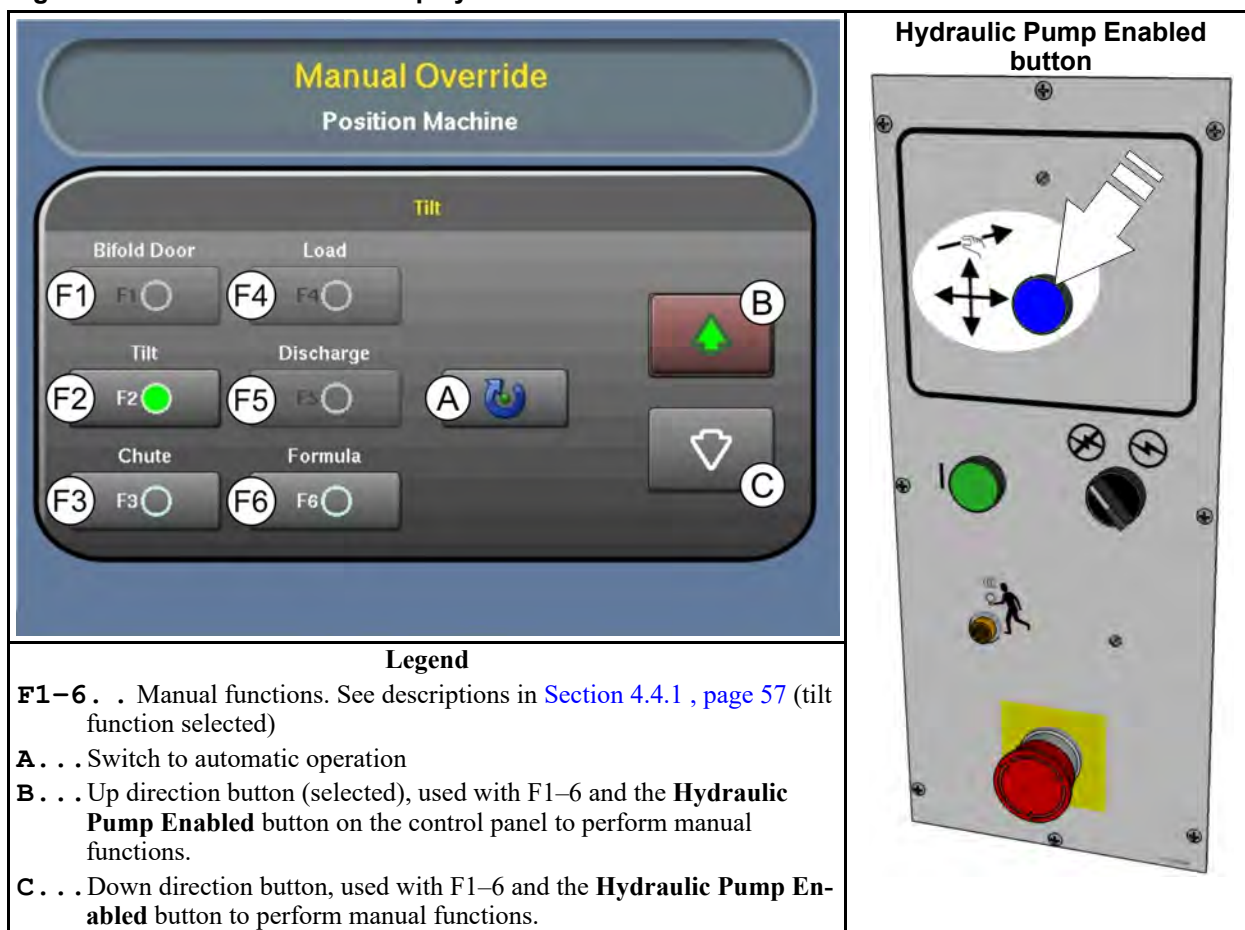 Hydraulic Pump Enabled
button
Manual Override
Position Machine
Tilt
Bifold Door
Load
F1
F1
F4
F4
B
Tilt
Discharge
F2
F2
F5
F5
A
Chute
Formula
F3
F3
F6
F6
C
I
Legend
F1–6. . Manual functions. See descriptions in Section 4.4.1 , page 57 (tilt
function selected)
A...Switch to automatic operation
B...Up direction button (selected), used with F1–6 and the Hydraulic
Pump Enabled button on the control panel to perform manual
functions.
C...Down direction button, used with F1–6 and the Hydraulic Pump En-
abled button to perform manual functions.